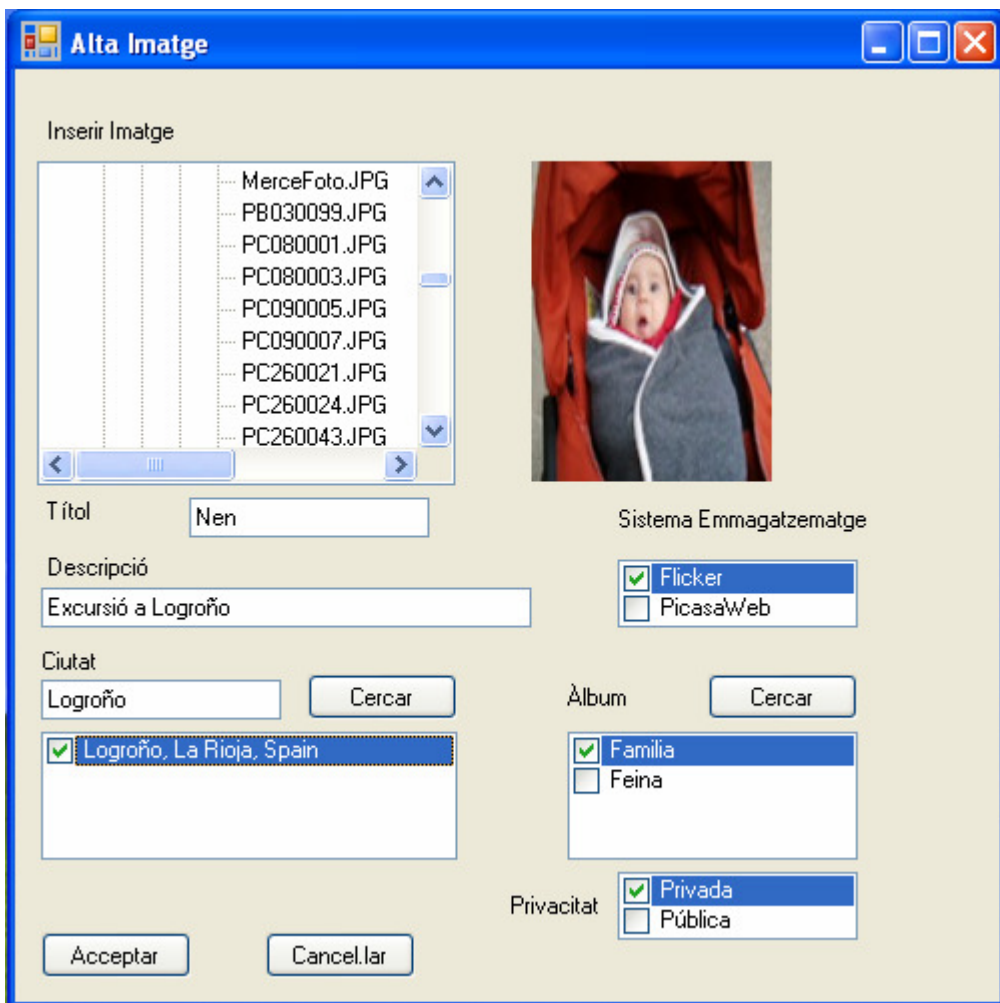 Alta Imatge
Inserir Imatge
MerceFoto.JPG
PB030099.JPG
PC080001.JPG
PC080003.JPG
PC090005.JPG
PC090007.JPG
PC260021.JPG
PC260024.JPG
PC260043.JPG
Títol
Nen
Sistema Emmagatzematge
Descripció
Flicker
PicasaWeb
Excursió a Logroño
Ciutat
Logroño
Cercar
Àlbum
Cercar
Logroño, La Rioja, Spain
Familia
Feina
Privacitat
Privada
Pública
Acceptar
Cancel.lar